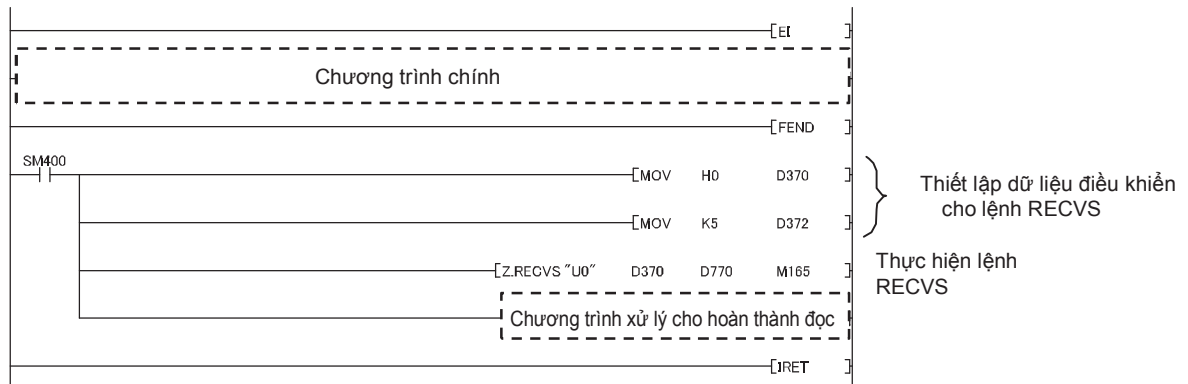 [EI ]
Chương trình chính
[FEND ]
SM400
[MOV H0 D370 ]
[MOV K5 D372 ]
Thiết lập dữ liệu điều khiển
cho lệnh RECVS
[Z.RECVS "U0" D370 D770 M165 ]
Thực hiện lệnh
RECVS
Chương trình xử lý cho hoàn thành đọc
[IRET ]